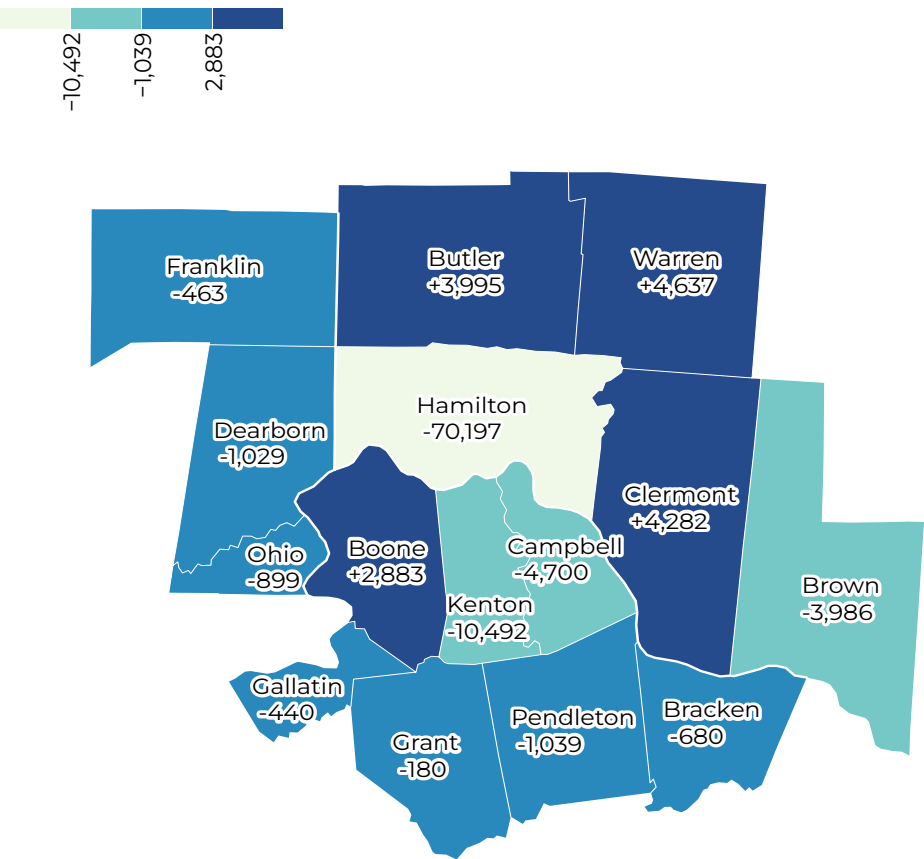 −10,492
−1,039
2,883
Butler
+3,995
Warren
+4,637
Franklin
-463
Hamilton
-70,197
Dearborn
-1,029
Clermont
+4,282
Ohio
-899
Boone
+2,883
Campbell
-4,700
Brown
-3,986
Kenton
-10,492
Gallatin
-440
Pendleton
-1,039
Bracken
-680
Grant
-180